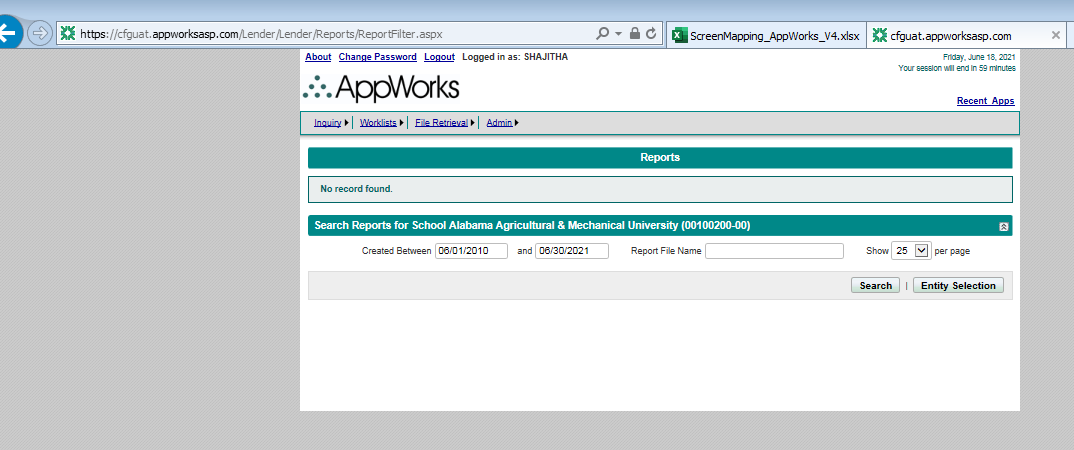 https://cfguat.appworksasp.com/Lender/Lender/Reports/ReportFilter.aspx
ScreenMapping_AppWorks_V4.xlsx
cfguat.appworksasp.com
About Change Password Logout Logged in as: SHAJITHA
Friday, June 18, 2021
Your session will end in 59 minutes
AppWorks
Recent Apps
Inquiry Worklists File Retrieval Admin
Reports
No record found.
Search Reports for School Alabama Agricultural & Mechanical University (00100200-00)
Created Between 06/01/2010 and 06/30/2021 Report File Name Show 25 per page
Search | Entity Selection